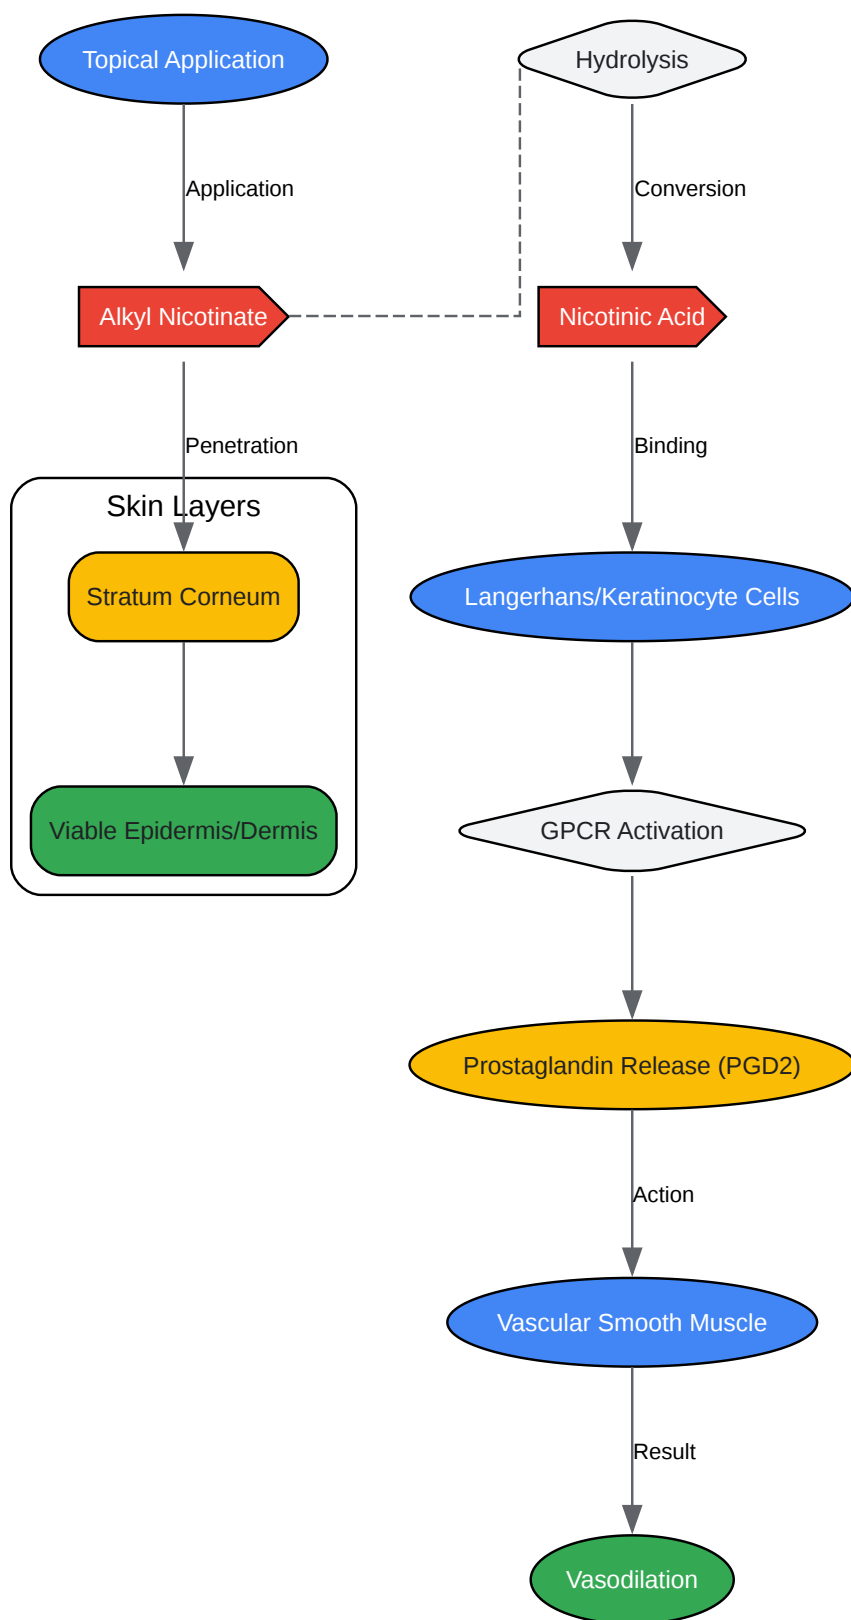 Topical Application
Hydrolysis
Application
Conversion
Alkyl Nicotinate
Nicotinic Acid
Penetration
Binding
Skin Layers
Stratum Corneum
Langerhans/Keratinocyte Cells
Viable Epidermis/Dermis
GPCR Activation
Prostaglandin Release (PGD2)
Action
Vascular Smooth Muscle
Result
Vasodilation